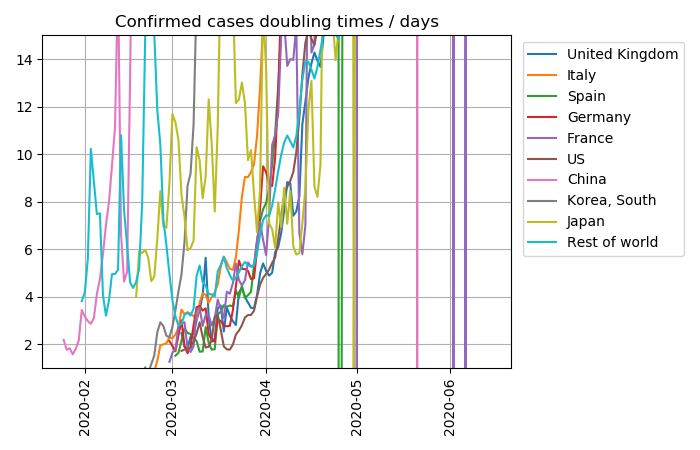 Confirmed cases doubling times / days
14
12
10
8
6
4
2
2020-02
2020-03
2020-04
2020-05
2020-06
United Kingdom
Italy
Spain
Germany
France
US
China
Korea, South
Japan
Rest of world